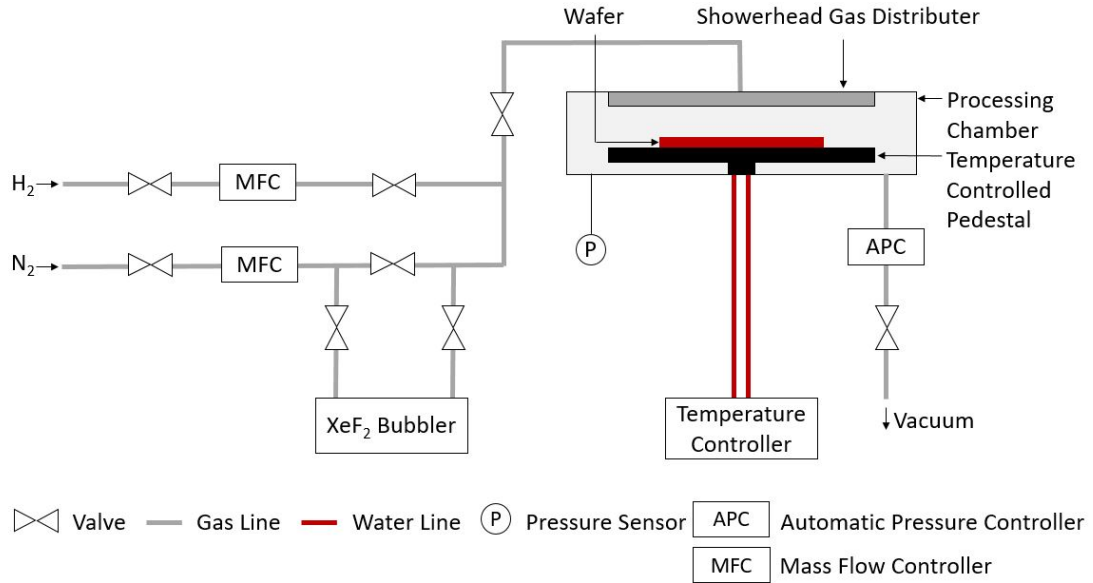 Wafer
Showerhead Gas Distributer
Processing
Chamber
Temperature
Controlled
Pedestal
H₂
MFC
N₂
MFC
P
APC
XeF₂ Bubbler
Temperature
Controller
Vacuum
Valve
Gas Line
Water Line
P
Pressure Sensor
APC
Automatic Pressure Controller
MFC
Mass Flow Controller